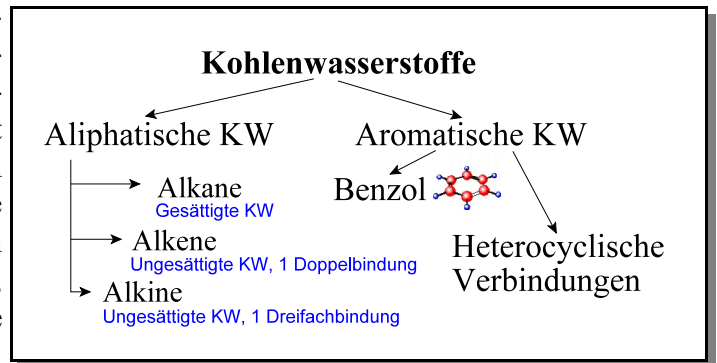 Kohlenwasserstoffe
Aliphatische KW
Aromatische KW
Alkane
Gesättigte KW
Alkene
Ungesättigte KW, 1 Doppelbindung
Alkine
Ungesättigte KW, 1 Dreifachbindung
Benzol
Heterocyclische
Verbindungen